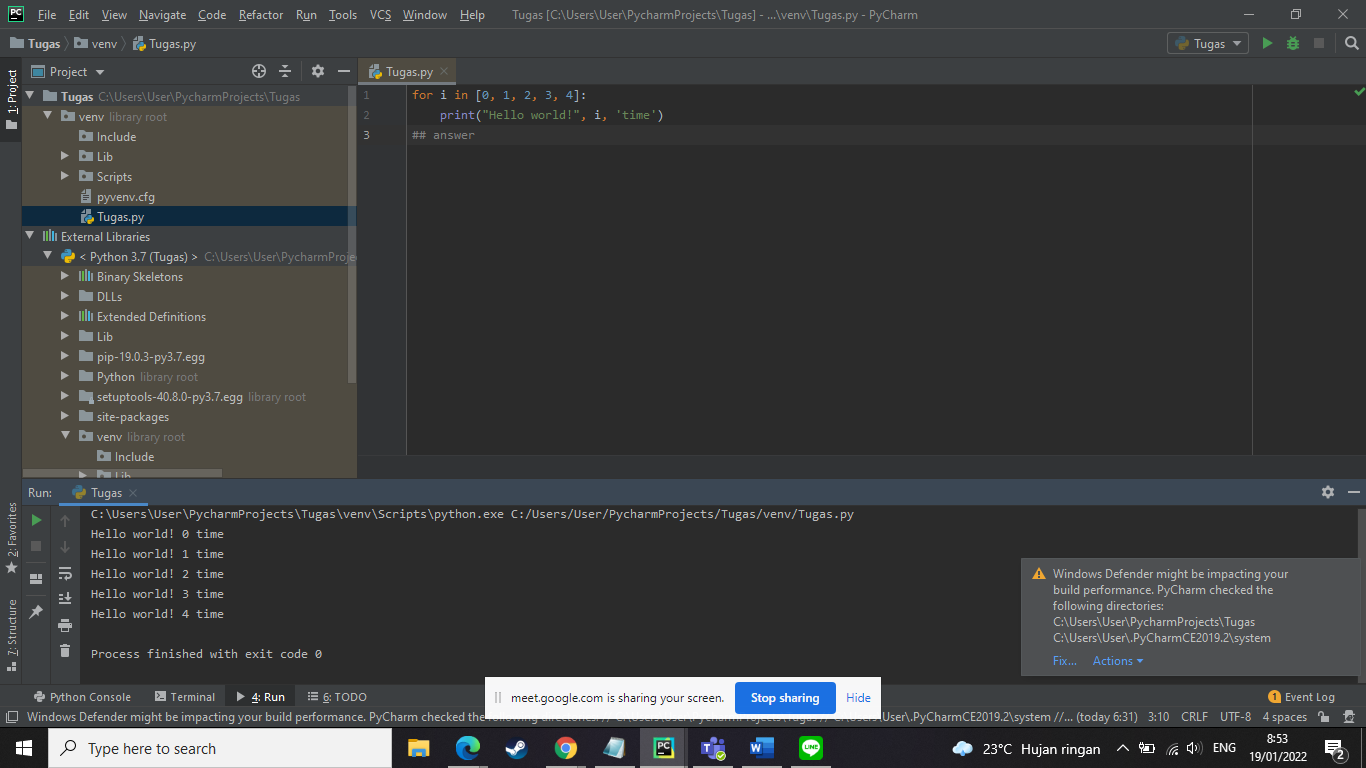 PC File Edit View Navigate Code Refactor Run Tools VCS Window Help Tugas [C:\Users\User\PycharmProjects\Tugas] - ...\venv\Tugas.py - PyCharm
Tugas venv Tugas.py Tugas
1: Project
Project
Tugas.py
Tugas C:\Users\User\PycharmProjects\Tugas
venv library root
Include
Lib
Scripts
pyvenv.cfg
Tugas.py
External Libraries
< Python 3.7 (Tugas) > C:\Users\User\PycharmProje
Binary Skeletons
DLLs
Extended Definitions
Lib
pip-19.0.3-py3.7.egg
Python library root
setuptools-40.8.0-py3.7.egg library root
site-packages
venv library root
Include
Lib
1 for i in [0, 1, 2, 3, 4]:
2 print("Hello world!", i, 'time')
3 ## answer
2: Favorites
7: Structure
Run: Tugas
C:\Users\User\PycharmProjects\Tugas\venv\Scripts\python.exe C:/Users/User/PycharmProjects/Tugas/venv/Tugas.py
Hello world! 0 time
Hello world! 1 time
Hello world! 2 time
Hello world! 3 time
Hello world! 4 time
Process finished with exit code 0
Windows Defender might be impacting your
build performance. PyCharm checked the
following directories:
C:\Users\User\PycharmProjects\Tugas
C:\Users\User\.PyCharmCE2019.2\system
Fix... Actions
Python Console Terminal 4: Run 6: TODO
meet.google.com is sharing your screen. Stop sharing Hide
1 Event Log
Windows Defender might be impacting your build performance. PyCharm checked the following directories: // C:\Users\User\PycharmProjects\Tugas // C:\Users\User\.PyCharmCE2019.2\system //... (today 6:31) 3:10 CRLF UTF-8 4 spaces
Type here to search
PC
W
LINE
23°C Hujan ringan
ENG
8:53
19/01/2022
2